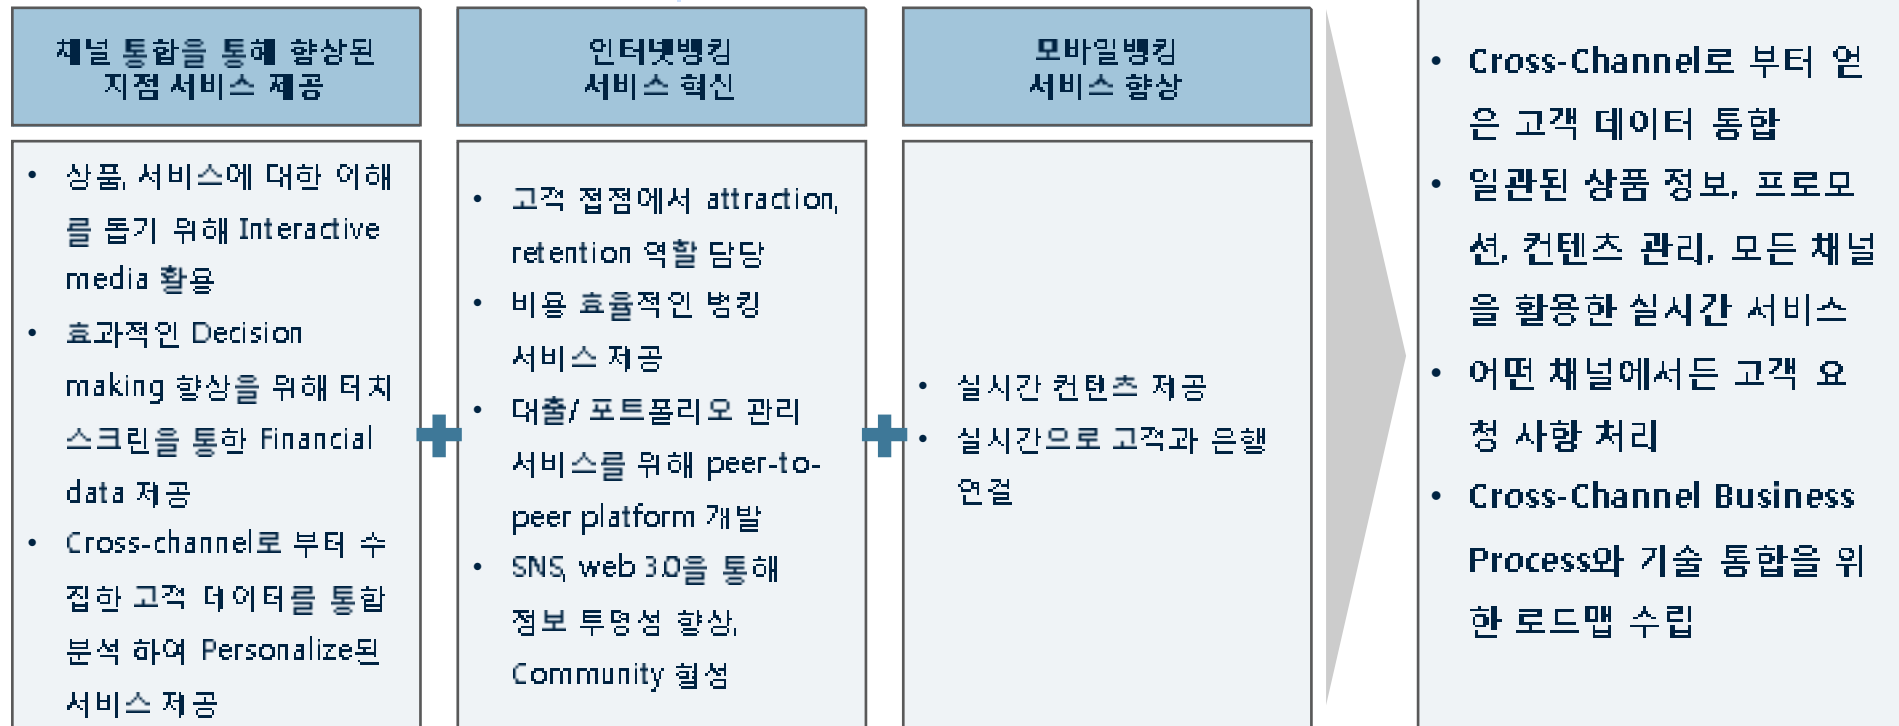 채널 통합을 통해 향상된
지점 서비스 제공
• 상품, 서비스에 대한 이해
를 돕기 위해 Interactive
media 활용
• 효과적인 Decision
making 향상을 위해 터치
스크린을 통한 Financial
data 제공
• Cross-channel로 부터 수
집한 고객 데이터를 통합
분석 하여 Personalize된
서비스 제공
인터넷뱅킹
서비스 혁신
• 고객 접점에서 attraction,
retention 역할 담당
• 비용 효율적인 뱅킹
서비스 제공
• 대출/ 포트폴리오 관리
서비스를 위해 peer-to-
peer platform 개발
• SNS, web 3.0을 통해
정보 투명성 향상,
Community 형성
모바일뱅킹
서비스 향상
• 실시간 컨텐츠 제공
• 실시간으로 고객과 은행
연결
• Cross-Channel로 부터 얻
은 고객 데이터 통합
• 일관된 상품 정보, 프로모
션, 컨텐츠 관리, 모든 채널
을 활용한 실시간 서비스
• 어떤 채널에서든 고객 요
청 사항 처리
• Cross-Channel Business
Process와 기술 통합을 위
한 로드맵 수립